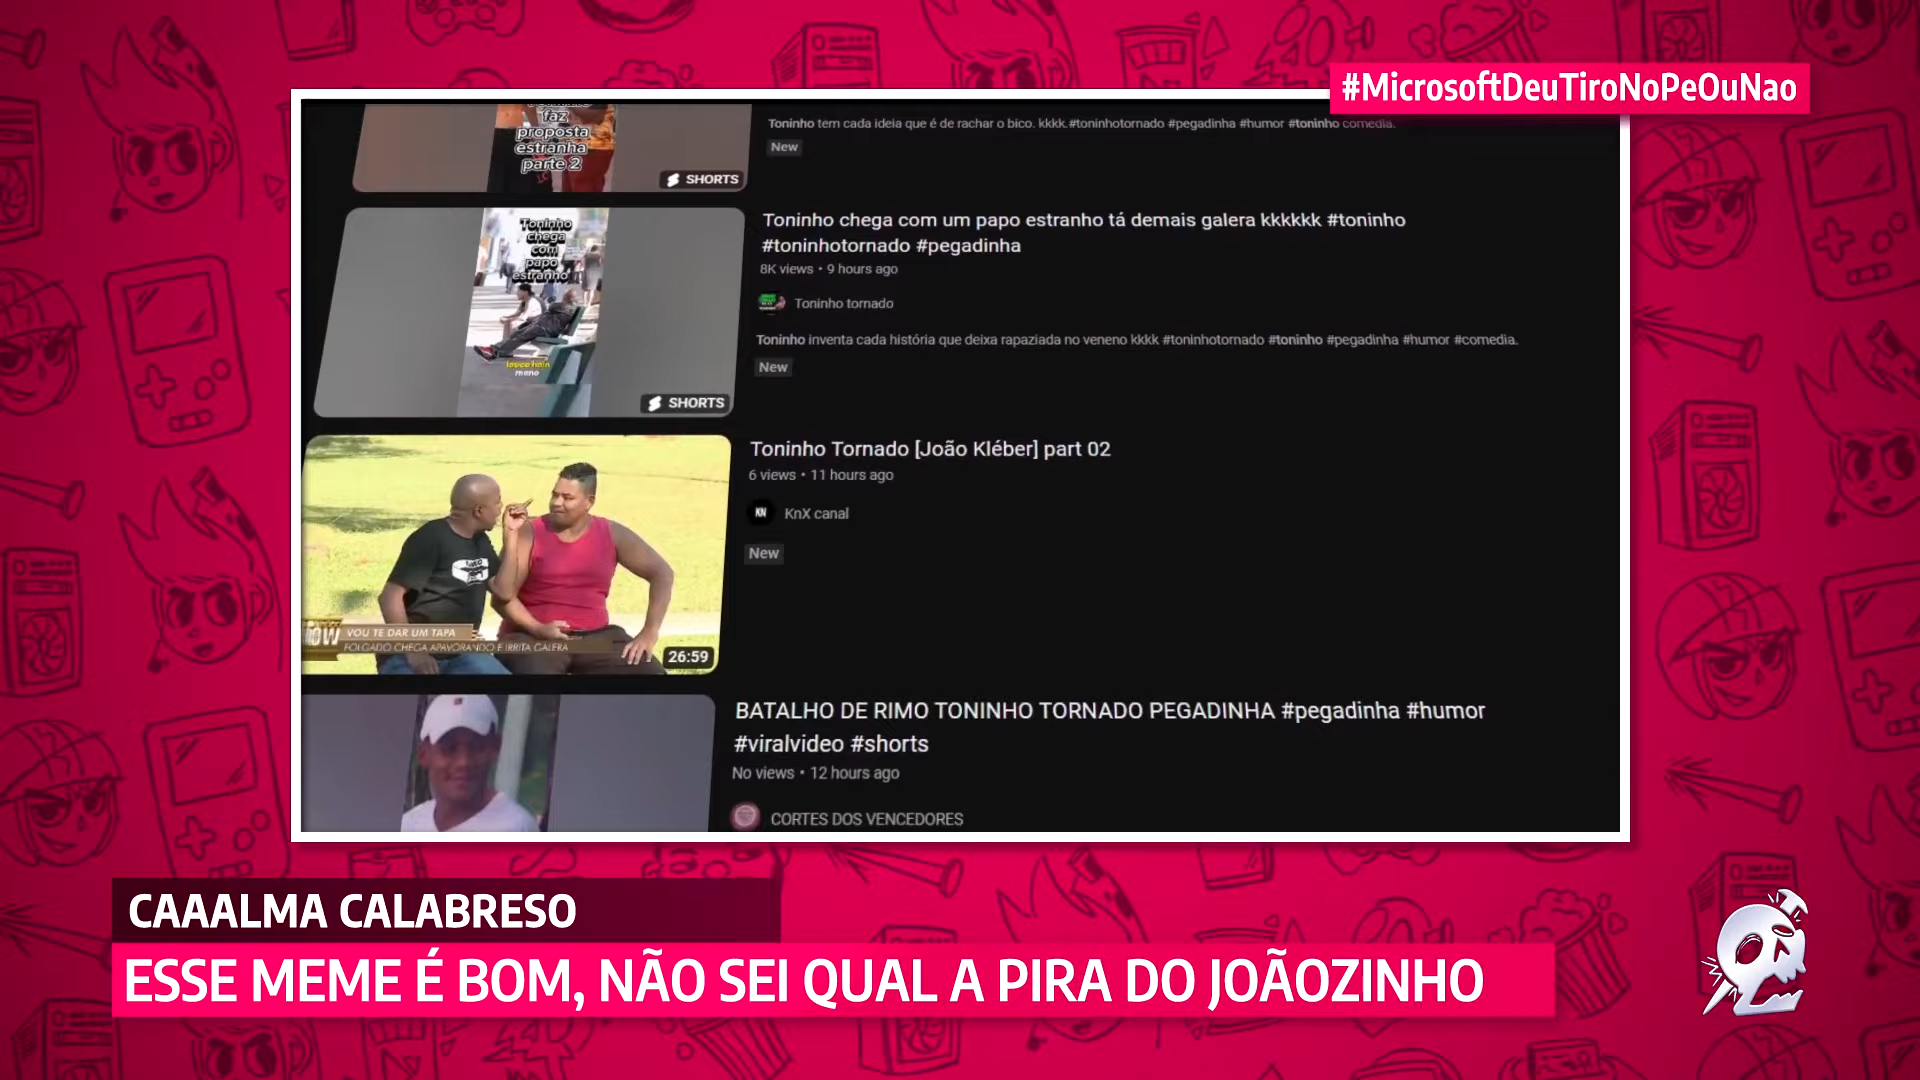 #MicrosoftDeuTiroNoPeOuNao
faz
proposta
estranha
parte 2
SHORTS
Toninho tem cada ideia que é de rachar o bico. kkkk.#toninhotornado #pegadinha #humor #toninho comedia.
New
Toninho
chega
com
papo
estranho
mano
SHORTS
Toninho chega com um papo estranho tá demais galera kkkkkk #toninho
#toninhotornado #pegadinha
8K views • 9 hours ago
Toninho tornado
Toninho inventa cada história que deixa rapaziada no veneno kkkk #toninhotornado #toninho #pegadinha #humor #comedia.
New
VOU TE DAR UM TAPA
FOLGADO CHEGA APAVORANDO E IRRITA GALERA
26:59
Toninho Tornado [João Kléber] part 02
6 views • 11 hours ago
KN KnX canal
New
BATALHO DE RIMO TONINHO TORNADO PEGADINHA #pegadinha #humor
#viralvideo #shorts
No views • 12 hours ago
CORTES DOS VENCEDORES
CAAALMA CALABRESO
ESSE MEME É BOM, NÃO SEI QUAL A PIRA DO JOÃOZINHO